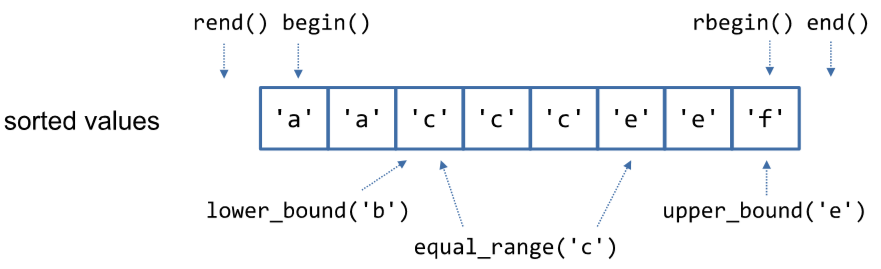 rend() begin() rbegin() end()
sorted values 'a' 'a' 'c' 'c' 'c' 'e' 'e' 'f'
lower_bound('b') upper_bound('e')
equal_range('c')